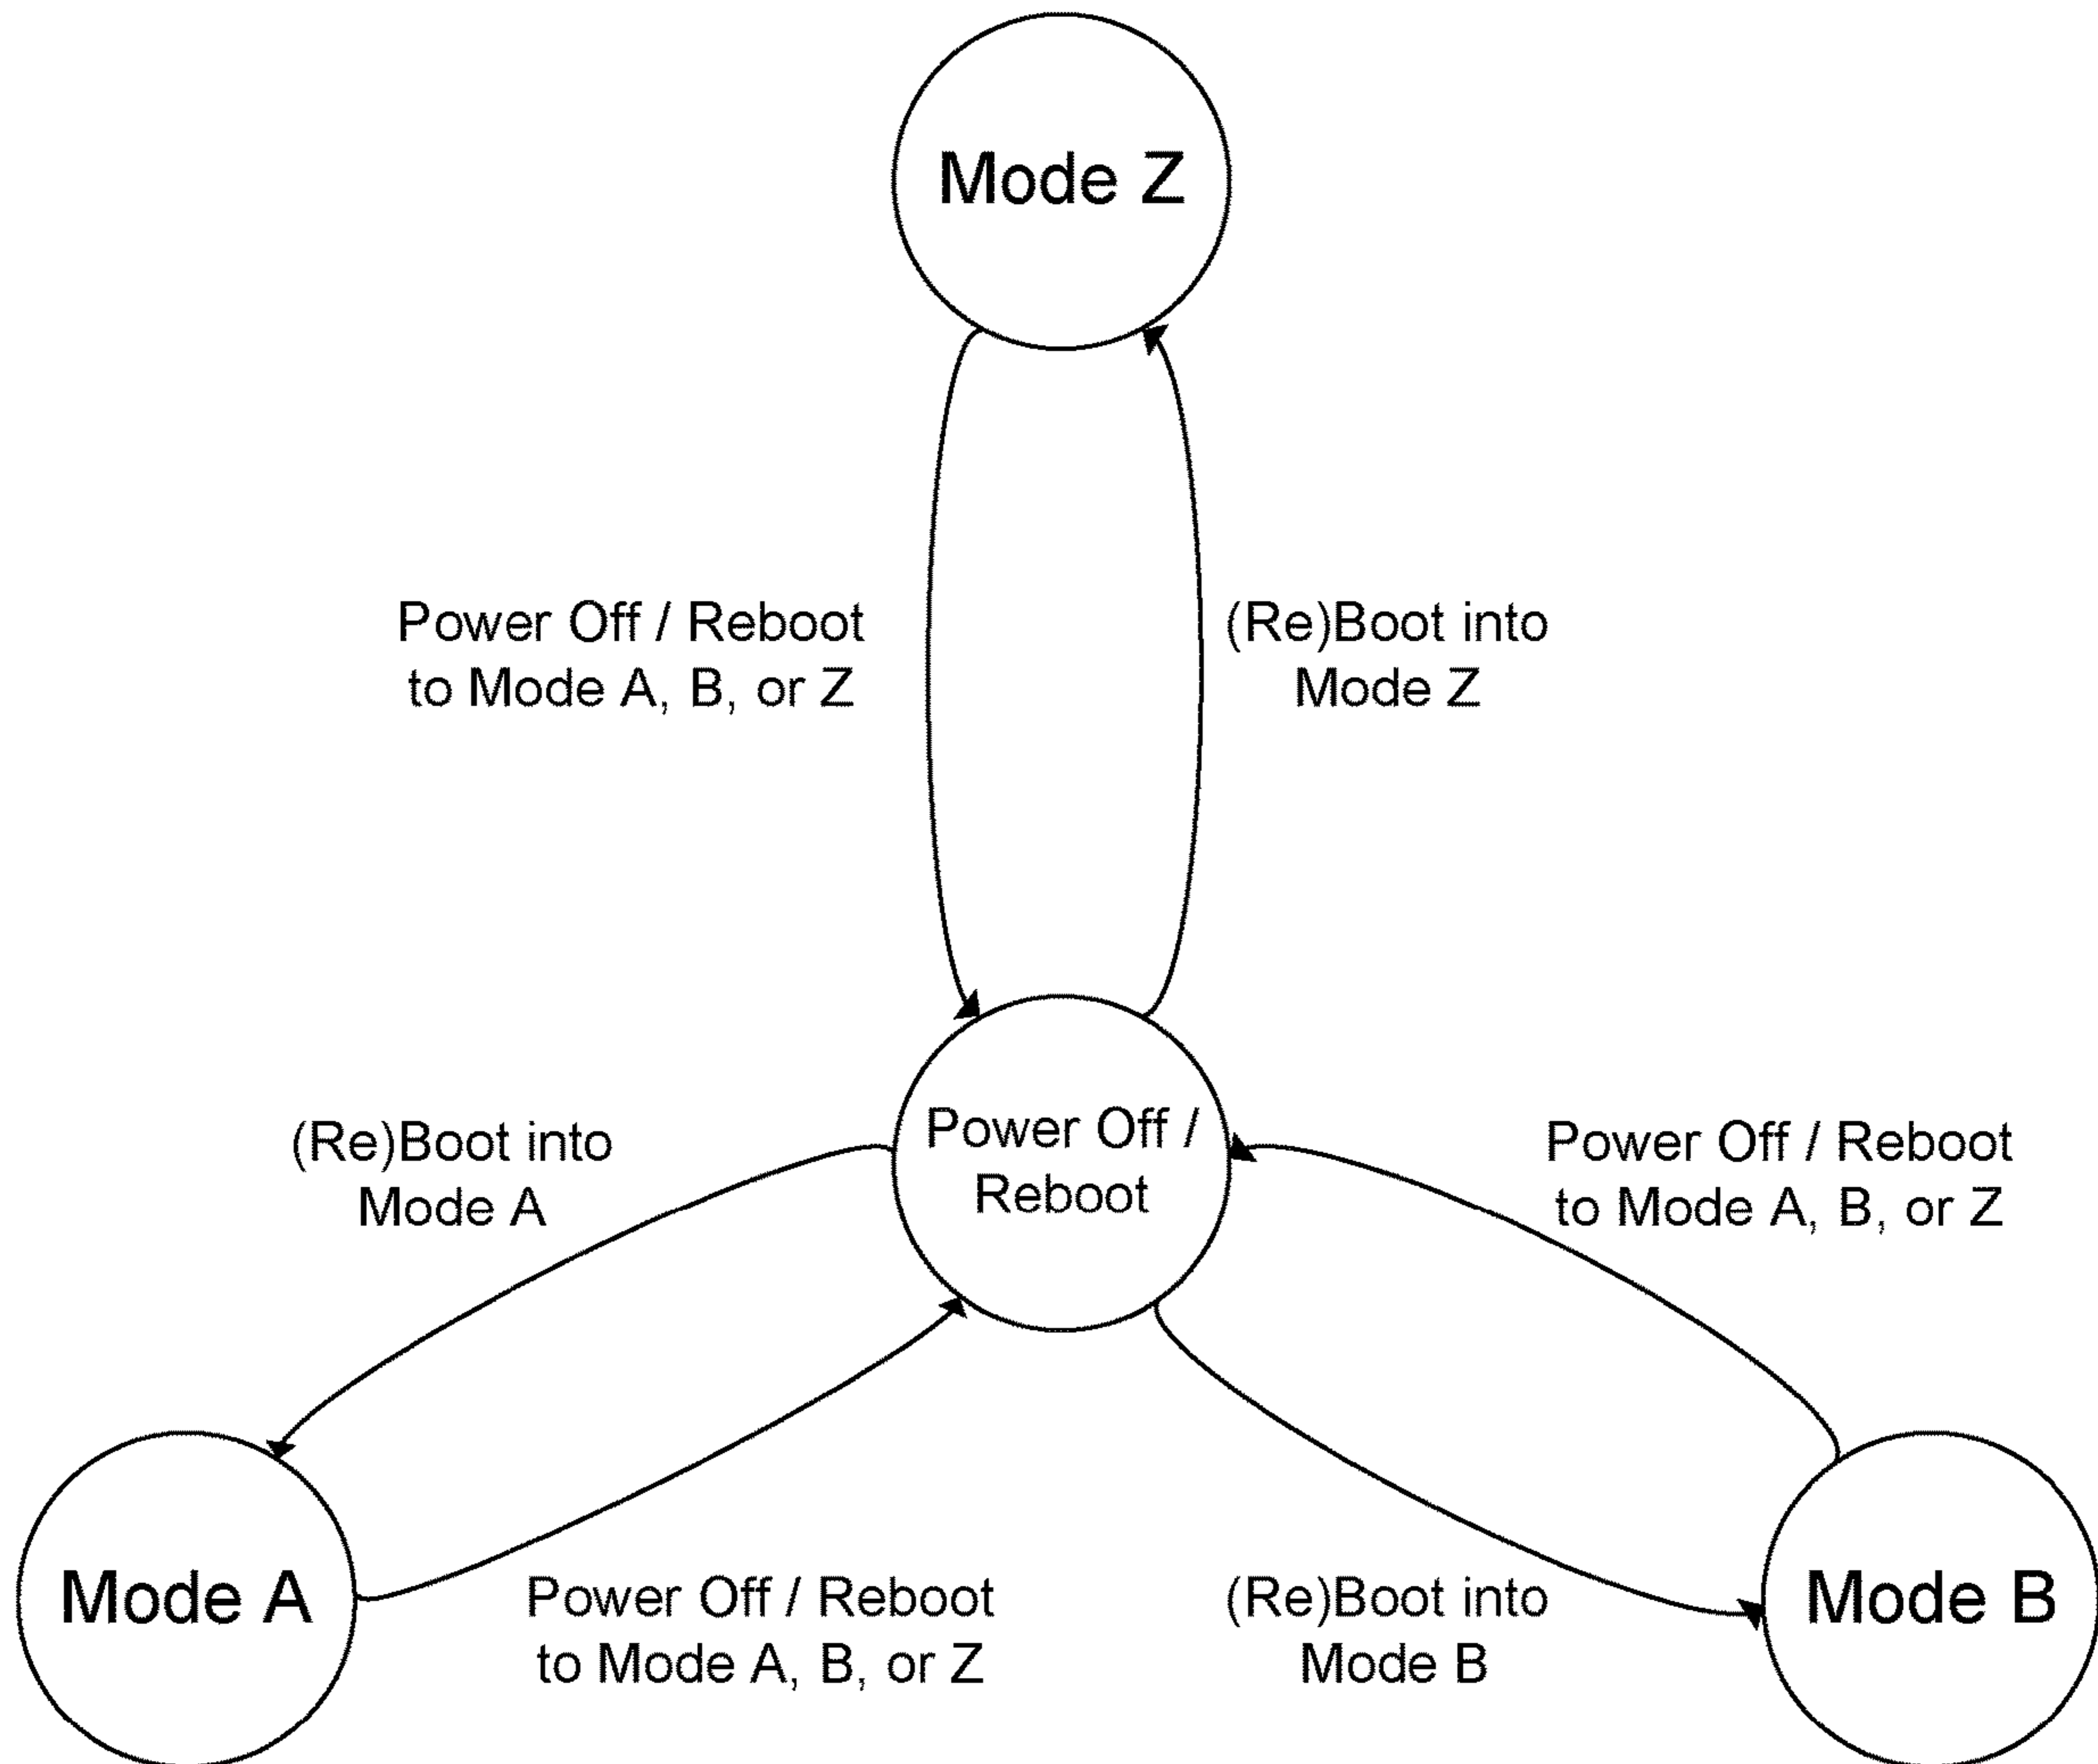 Mode Z
Power Off / Reboot
to Mode A, B, or Z
(Re)Boot into
Mode Z
(Re)Boot into
Mode A
Power Off /
Reboot
Power Off / Reboot
to Mode A, B, or Z
Mode A
Power Off / Reboot
to Mode A, B, or Z
(Re)Boot into
Mode B
Mode B